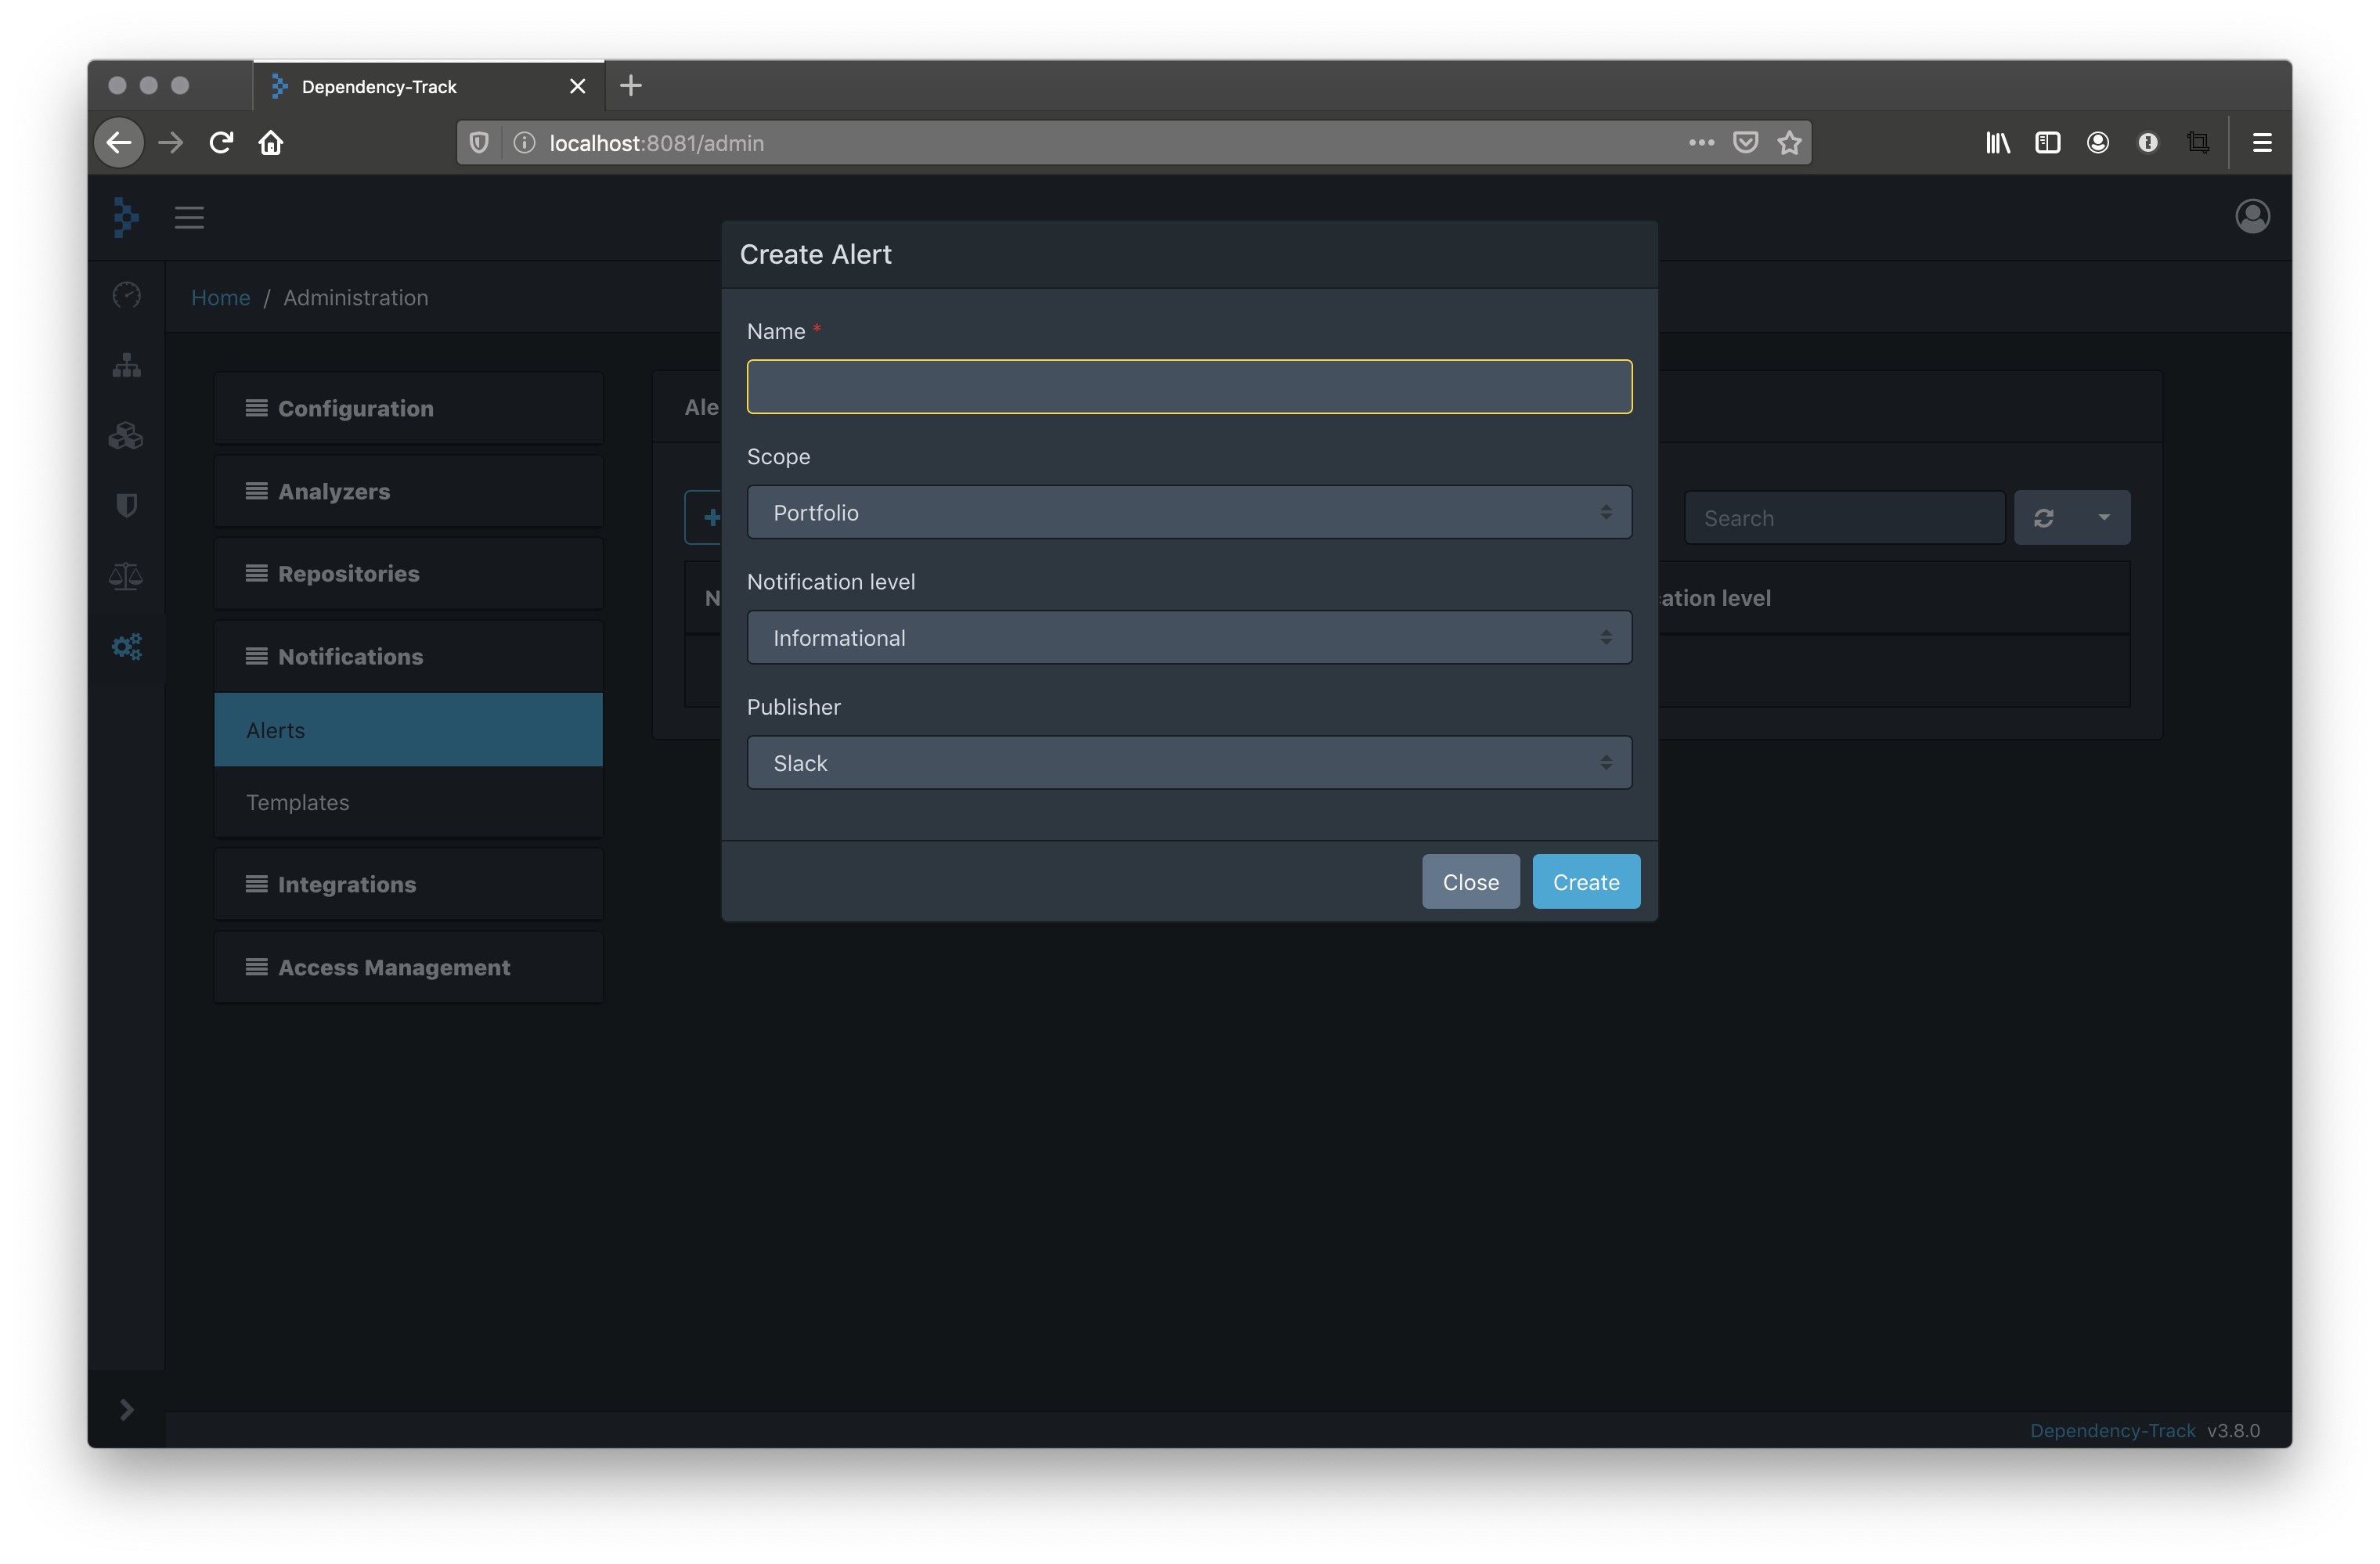 Dependency-Track
localhost:8081/admin
Create Alert
Home / Administration
Name *
Configuration
Ale
Scope
Analyzers
Portfolio
Search
Repositories
Notification level
N
ation level
Informational
Notifications
Publisher
Alerts
Slack
Templates
Close
Create
Integrations
Access Management
Dependency-Track v3.8.0